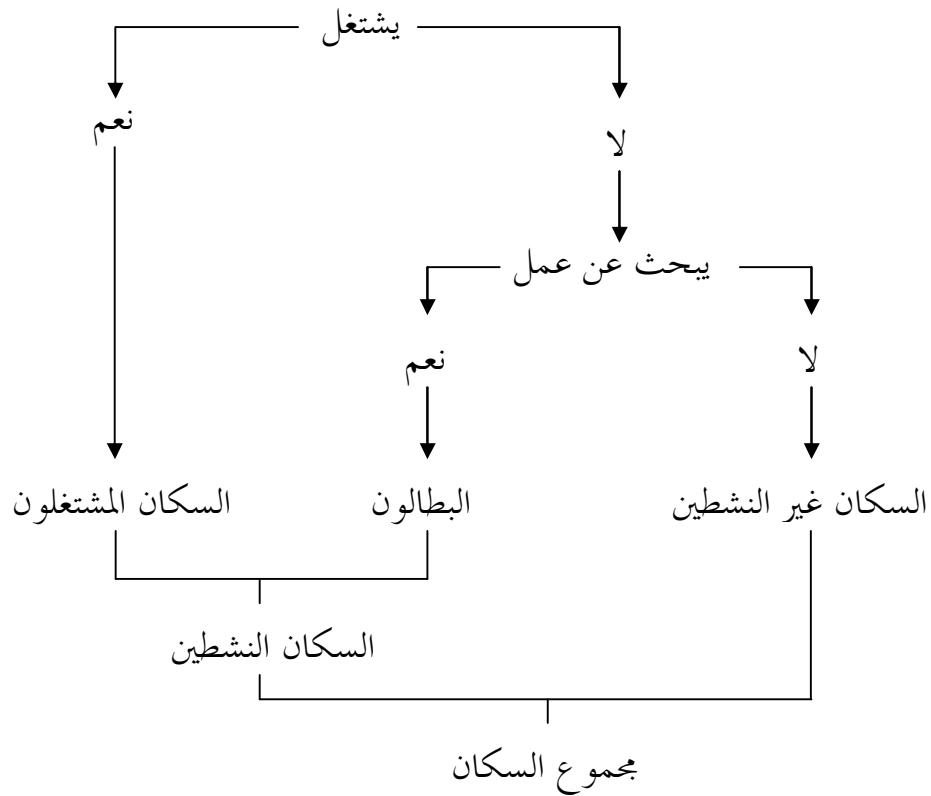 يشتغل
نعم
لا
يبحث عن عمل
نعم
لا
السكان غير النشطين
البطالون
السكان المشتغلون
السكان النشطين
مجموع السكان